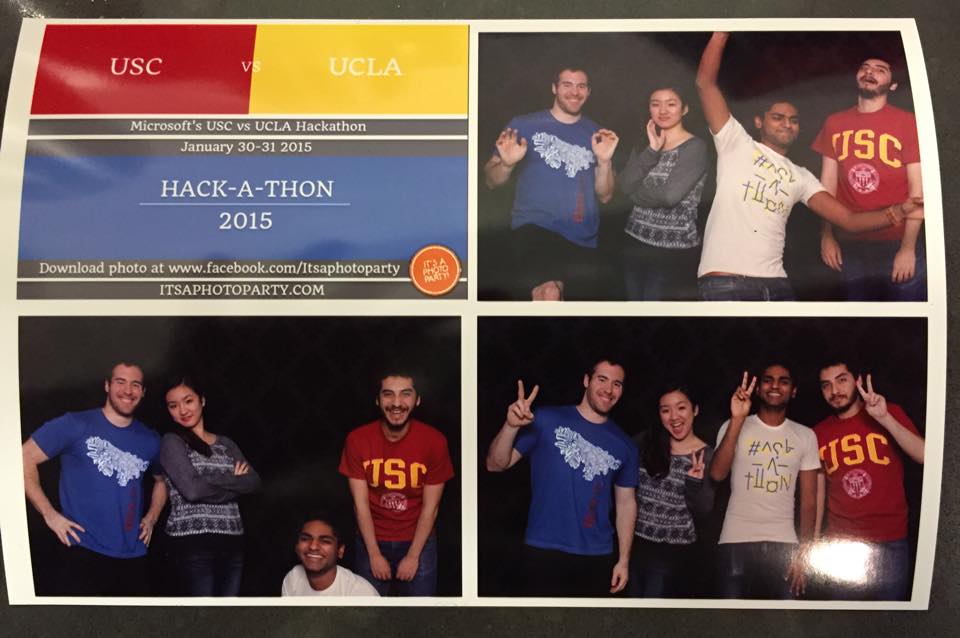 USC VS UCLA
Microsoft's USC vs UCLA Hackathon
January 30-31 2015
HACK-A-THON
2015
Download photo at www.facebook.com/Itsaphotoparty
IT'S A
PHOTO
PARTY!
ITSAPHOTOPARTY.COM
USC
USC
USC